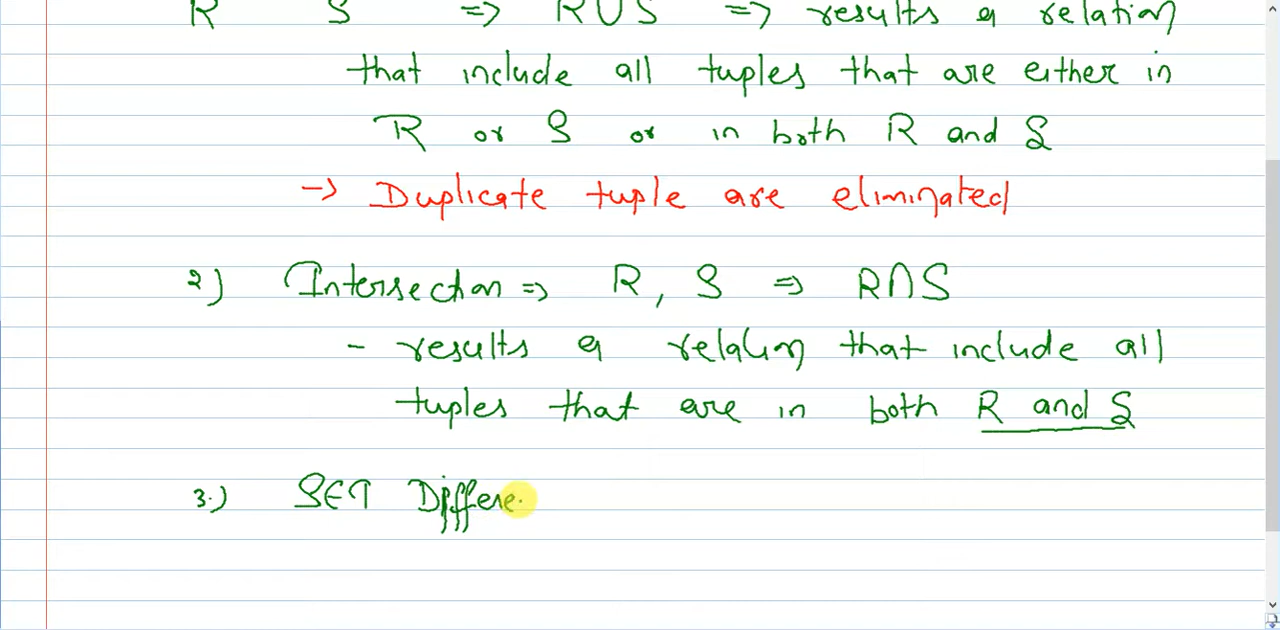 R S => R∪S => results a relation
that include all tuples that are either in
R or S or in both R and S
-> Duplicate tuple are eliminated
2) Intersection => R, S => R∩S
- results a relation that include all
tuples that are in both R and S
3.) SET Differe